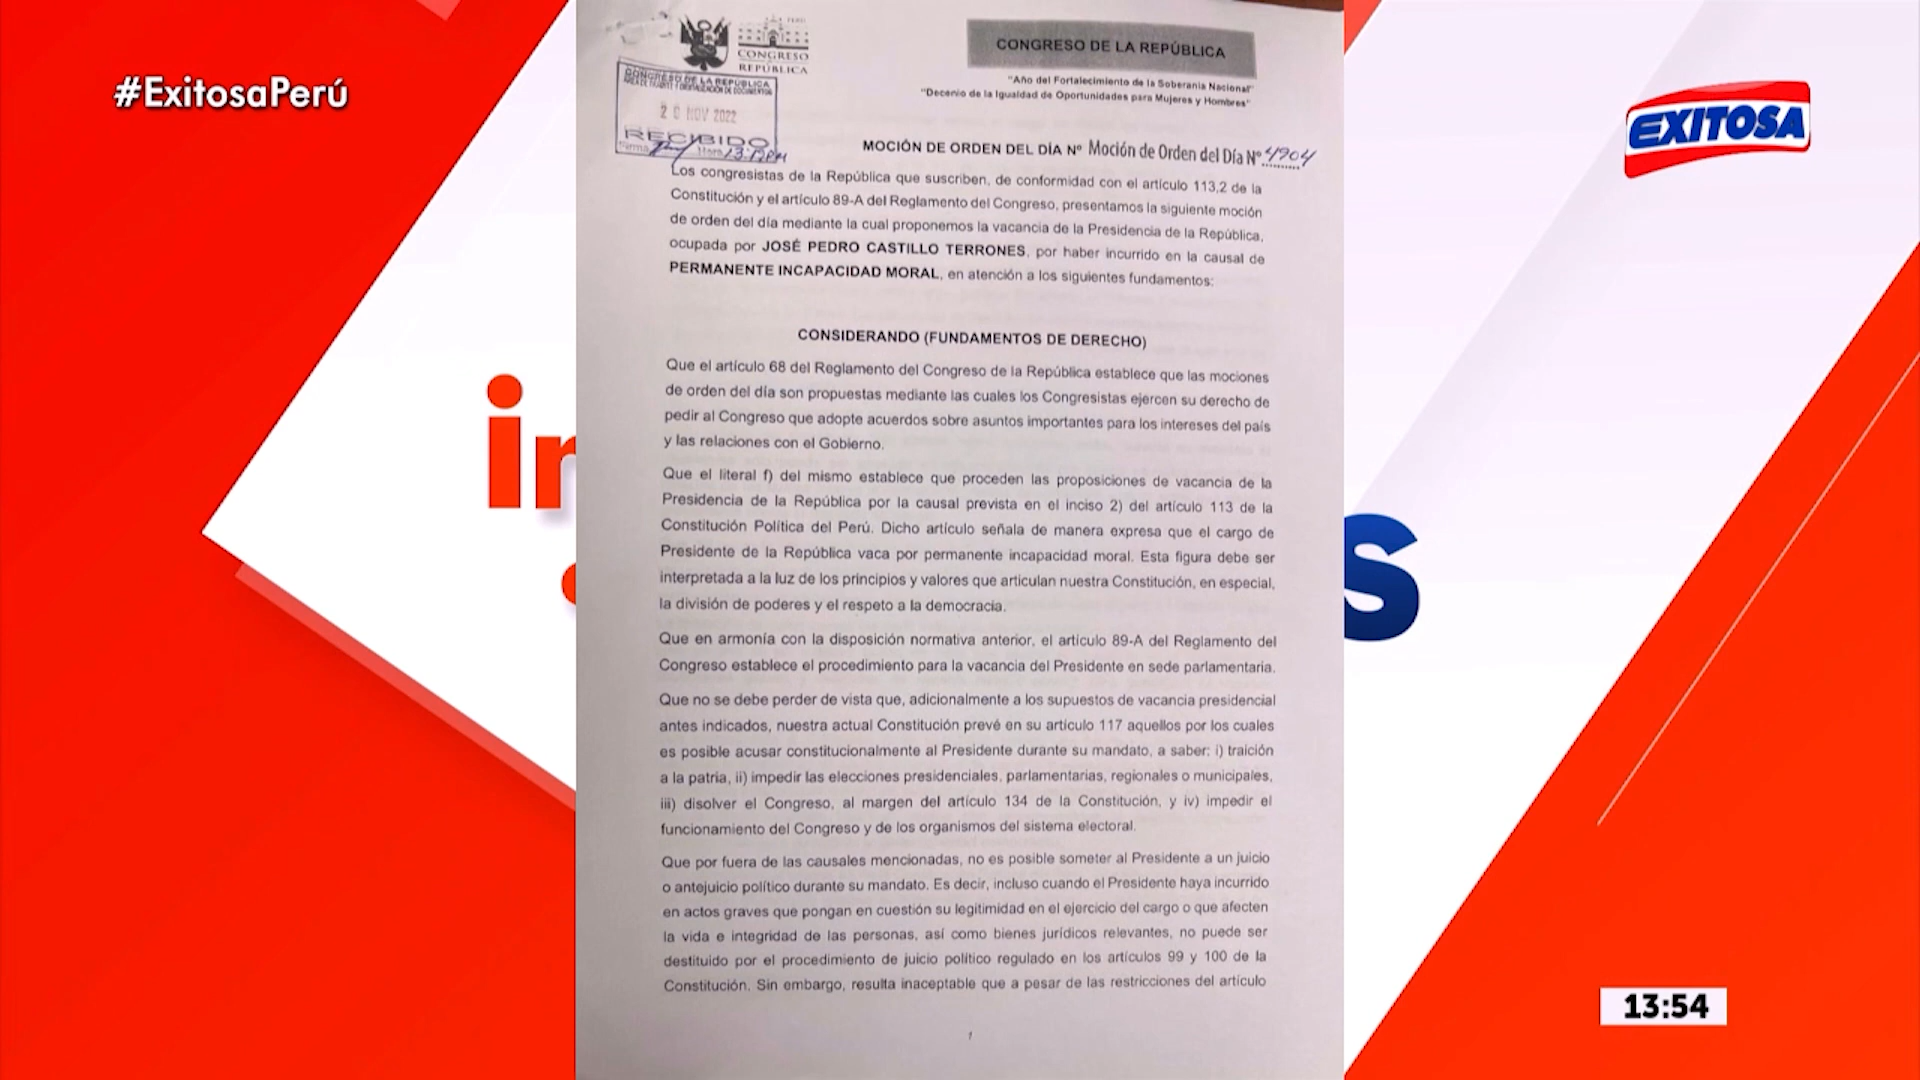 #ExitosaPerú
EXITOSA
PERÚ
CONGRESO
REPÚBLICA
CONGRESO DE LA REPÚBLICA
"Año del Fortalecimiento de la Soberanía Nacional"
"Decenio de la Igualdad de Oportunidades para Mujeres y Hombres"
CONGRESO DE LA REPÚBLICA
ÁREA DE TRÁMITE Y DIGITALIZACIÓN DE DOCUMENTOS
NOV 2022
RECIBIDO
Firma Hora
MOCIÓN DE ORDEN DEL DÍA Nº Moción de Orden del Día Nº 4904
Los congresistas de la República que suscriben, de conformidad con el artículo 113.2 de la
Constitución y el artículo 89-A del Reglamento del Congreso, presentamos la siguiente moción
de orden del día mediante la cual proponemos la vacancia de la Presidencia de la República,
ocupada por JOSÉ PEDRO CASTILLO TERRONES, por haber incurrido en la causal de
PERMANENTE INCAPACIDAD MORAL, en atención a los siguientes fundamentos:
CONSIDERANDO (FUNDAMENTOS DE DERECHO)
Que el artículo 68 del Reglamento del Congreso de la República establece que las mociones
de orden del día son propuestas mediante las cuales los Congresistas ejercen su derecho de
pedir al Congreso que adopte acuerdos sobre asuntos importantes para los intereses del país
y las relaciones con el Gobierno.
Que el literal f) del mismo establece que proceden las proposiciones de vacancia de la
Presidencia de la República por la causal prevista en el inciso 2) del artículo 113 de la
Constitución Política del Perú. Dicho artículo señala de manera expresa que el cargo de
Presidente de la República vaca por permanente incapacidad moral. Esta figura debe ser
interpretada a la luz de los principios y valores que articulan nuestra Constitución, en especial,
la división de poderes y el respeto a la democracia.
Que en armonía con la disposición normativa anterior, el artículo 89-A del Reglamento del
Congreso establece el procedimiento para la vacancia del Presidente en sede parlamentaria.
Que no se debe perder de vista que, adicionalmente a los supuestos de vacancia presidencial
antes indicados, nuestra actual Constitución prevé en su artículo 117 aquellos por los cuales
es posible acusar constitucionalmente al Presidente durante su mandato, a saber: i) traición
a la patria, ii) impedir las elecciones presidenciales, parlamentarias, regionales o municipales,
iii) disolver el Congreso, al margen del artículo 134 de la Constitución, y iv) impedir el
funcionamiento del Congreso y de los organismos del sistema electoral.
Que por fuera de las causales mencionadas, no es posible someter al Presidente a un juicio
o antejuicio político durante su mandato. Es decir, incluso cuando el Presidente haya incurrido
en actos graves que pongan en cuestión su legitimidad en el ejercicio del cargo o que afecten
la vida e integridad de las personas, así como bienes jurídicos relevantes, no puede ser
destituido por el procedimiento de juicio político regulado en los artículos 99 y 100 de la
Constitución. Sin embargo, resulta inaceptable que a pesar de las restricciones del artículo
1
13:54